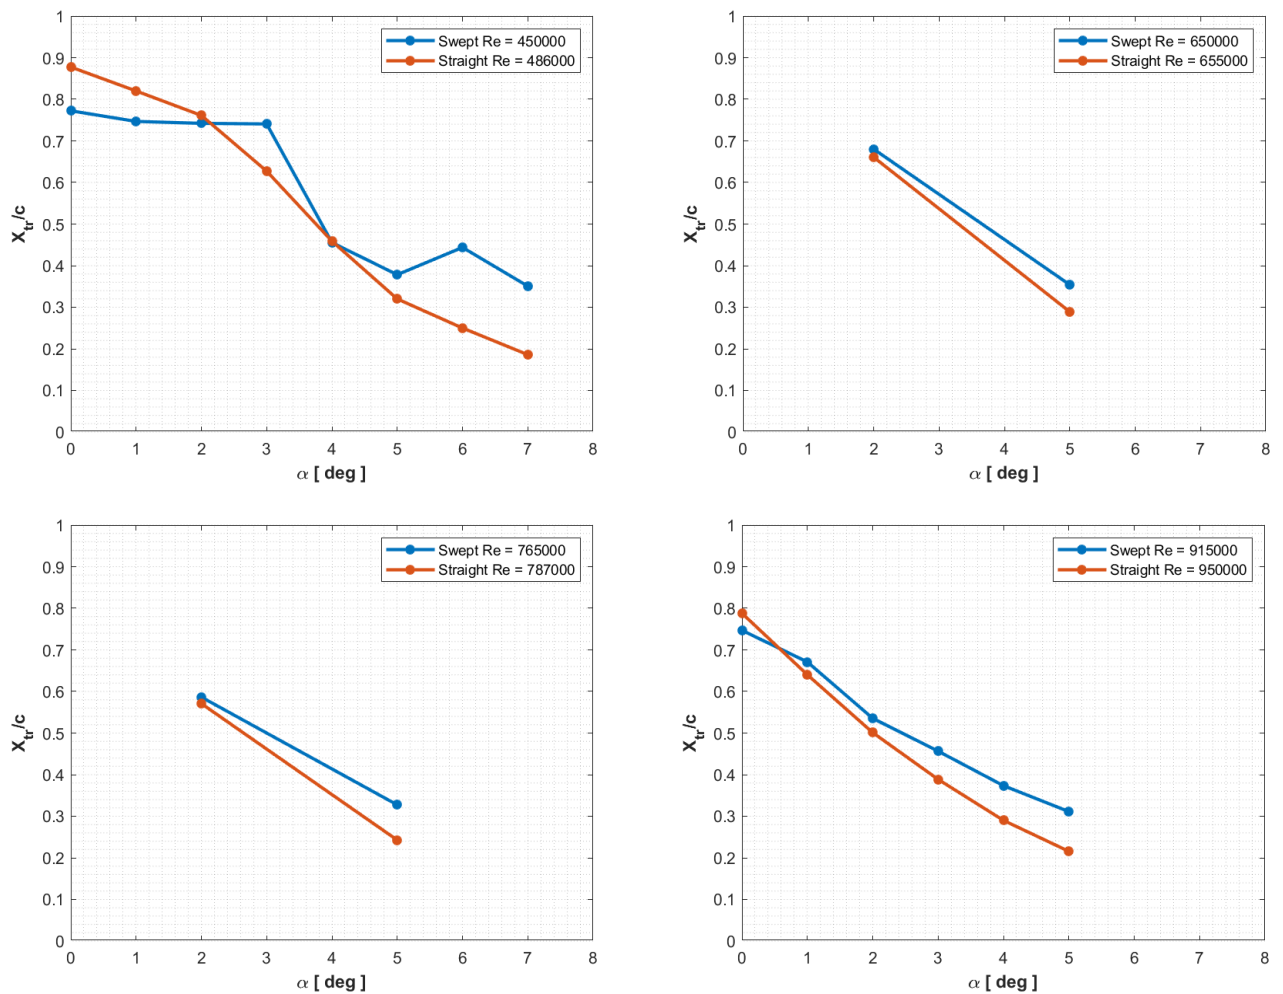 Swept Re = 450000
Straight Re = 486000
1
0.9
0.8
0.7
0.6
0.5
0.4
0.3
0.2
0.1
0
X_tr/c
0 1 2 3 4 5 6 7 8
α [ deg ]
Swept Re = 650000
Straight Re = 655000
1
0.9
0.8
0.7
0.6
0.5
0.4
0.3
0.2
0.1
0
X_tr/c
0 1 2 3 4 5 6 7 8
α [ deg ]
Swept Re = 765000
Straight Re = 787000
1
0.9
0.8
0.7
0.6
0.5
0.4
0.3
0.2
0.1
0
X_tr/c
0 1 2 3 4 5 6 7 8
α [ deg ]
Swept Re = 915000
Straight Re = 950000
1
0.9
0.8
0.7
0.6
0.5
0.4
0.3
0.2
0.1
0
X_tr/c
0 1 2 3 4 5 6 7 8
α [ deg ]